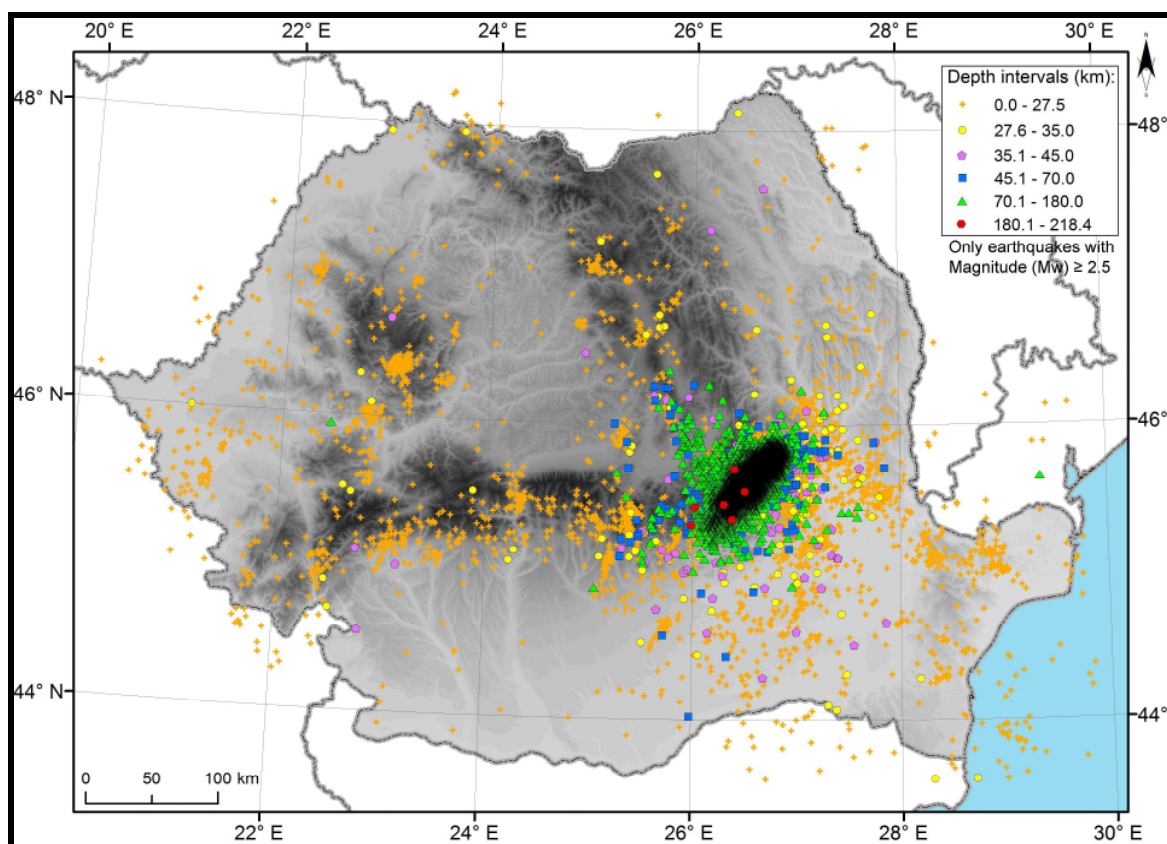 20° E 22° E 24° E 26° E 28° E 30° E
N
48° N
48° N
Depth intervals (km):
0.0 - 27.5
27.6 - 35.0
35.1 - 45.0
45.1 - 70.0
70.1 - 180.0
180.1 - 218.4
Only earthquakes with
Magnitude (Mw) ≥ 2.5
46° N
46° N
44° N
44° N
0 50 100 km
22° E 24° E 26° E 28° E 30° E